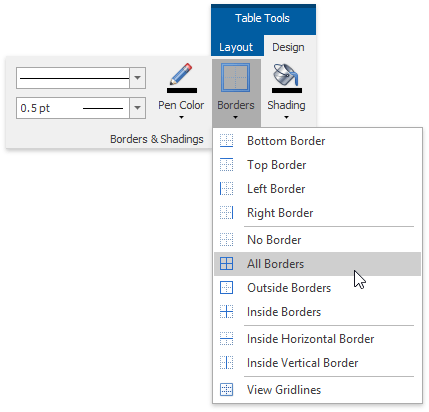 Table Tools
Layout Design
0.5 pt
Pen Color Borders Shading
Borders & Shadings
Bottom Border
Top Border
Left Border
Right Border
No Border
All Borders
Outside Borders
Inside Borders
Inside Horizontal Border
Inside Vertical Border
View Gridlines